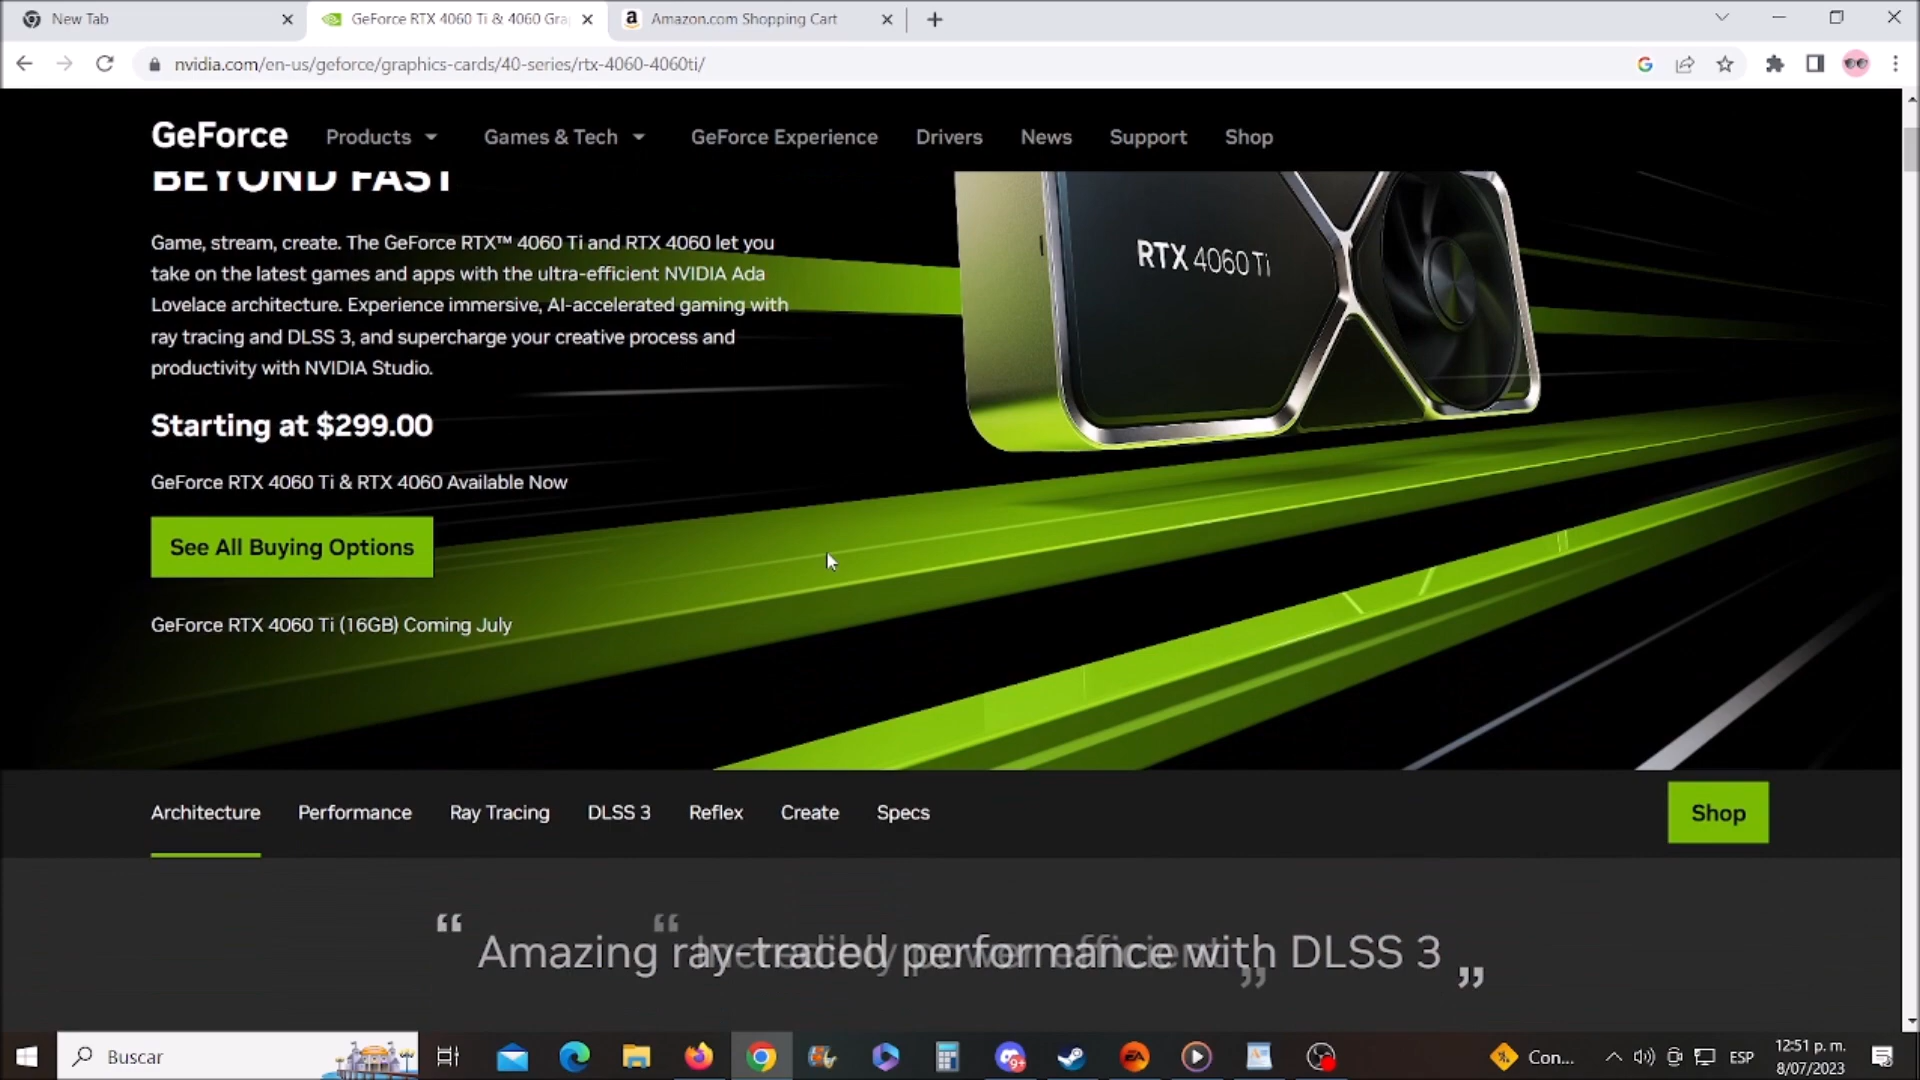 New Tab
GeForce RTX 4060 Ti & 4060 Gra
Amazon.com Shopping Cart
nvidia.com/en-us/geforce/graphics-cards/40-series/rtx-4060-4060ti/
GeForce
Products
Games & Tech
GeForce Experience
Drivers
News
Support
Shop
BEYOND FAST
Game, stream, create. The GeForce RTX™ 4060 Ti and RTX 4060 let you
take on the latest games and apps with the ultra-efficient NVIDIA Ada
Lovelace architecture. Experience immersive, AI-accelerated gaming with
ray tracing and DLSS 3, and supercharge your creative process and
productivity with NVIDIA Studio.
RTX 4060 Ti
Starting at $299.00
GeForce RTX 4060 Ti & RTX 4060 Available Now
See All Buying Options
GeForce RTX 4060 Ti (16GB) Coming July
Architecture
Performance
Ray Tracing
DLSS 3
Reflex
Create
Specs
Shop
“ Amazing ray-traced performance with DLSS 3 ”
“ Incredibly power efficient ”
Buscar
9+
EA
Con...
ESP
12:51 p. m.
8/07/2023